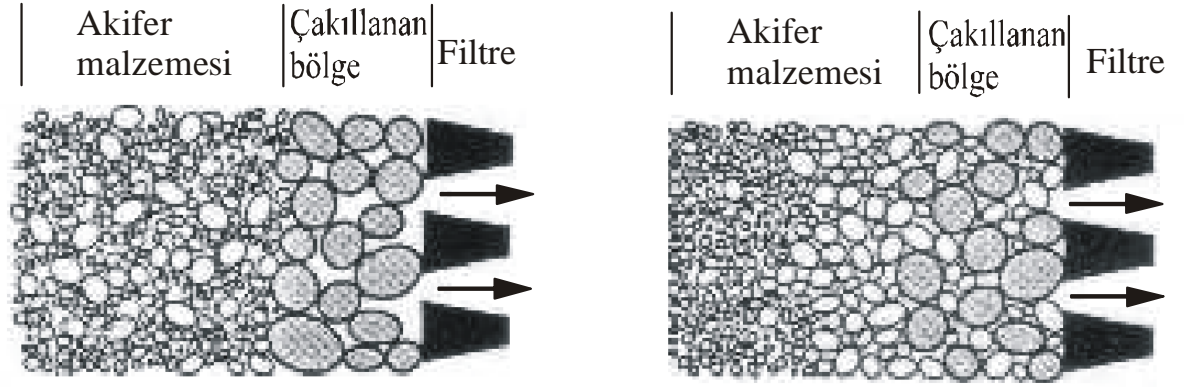 Akifer
malzemesi
Çakıllanan
bölge
Filtre
Akifer
malzemesi
Çakıllanan
bölge
Filtre